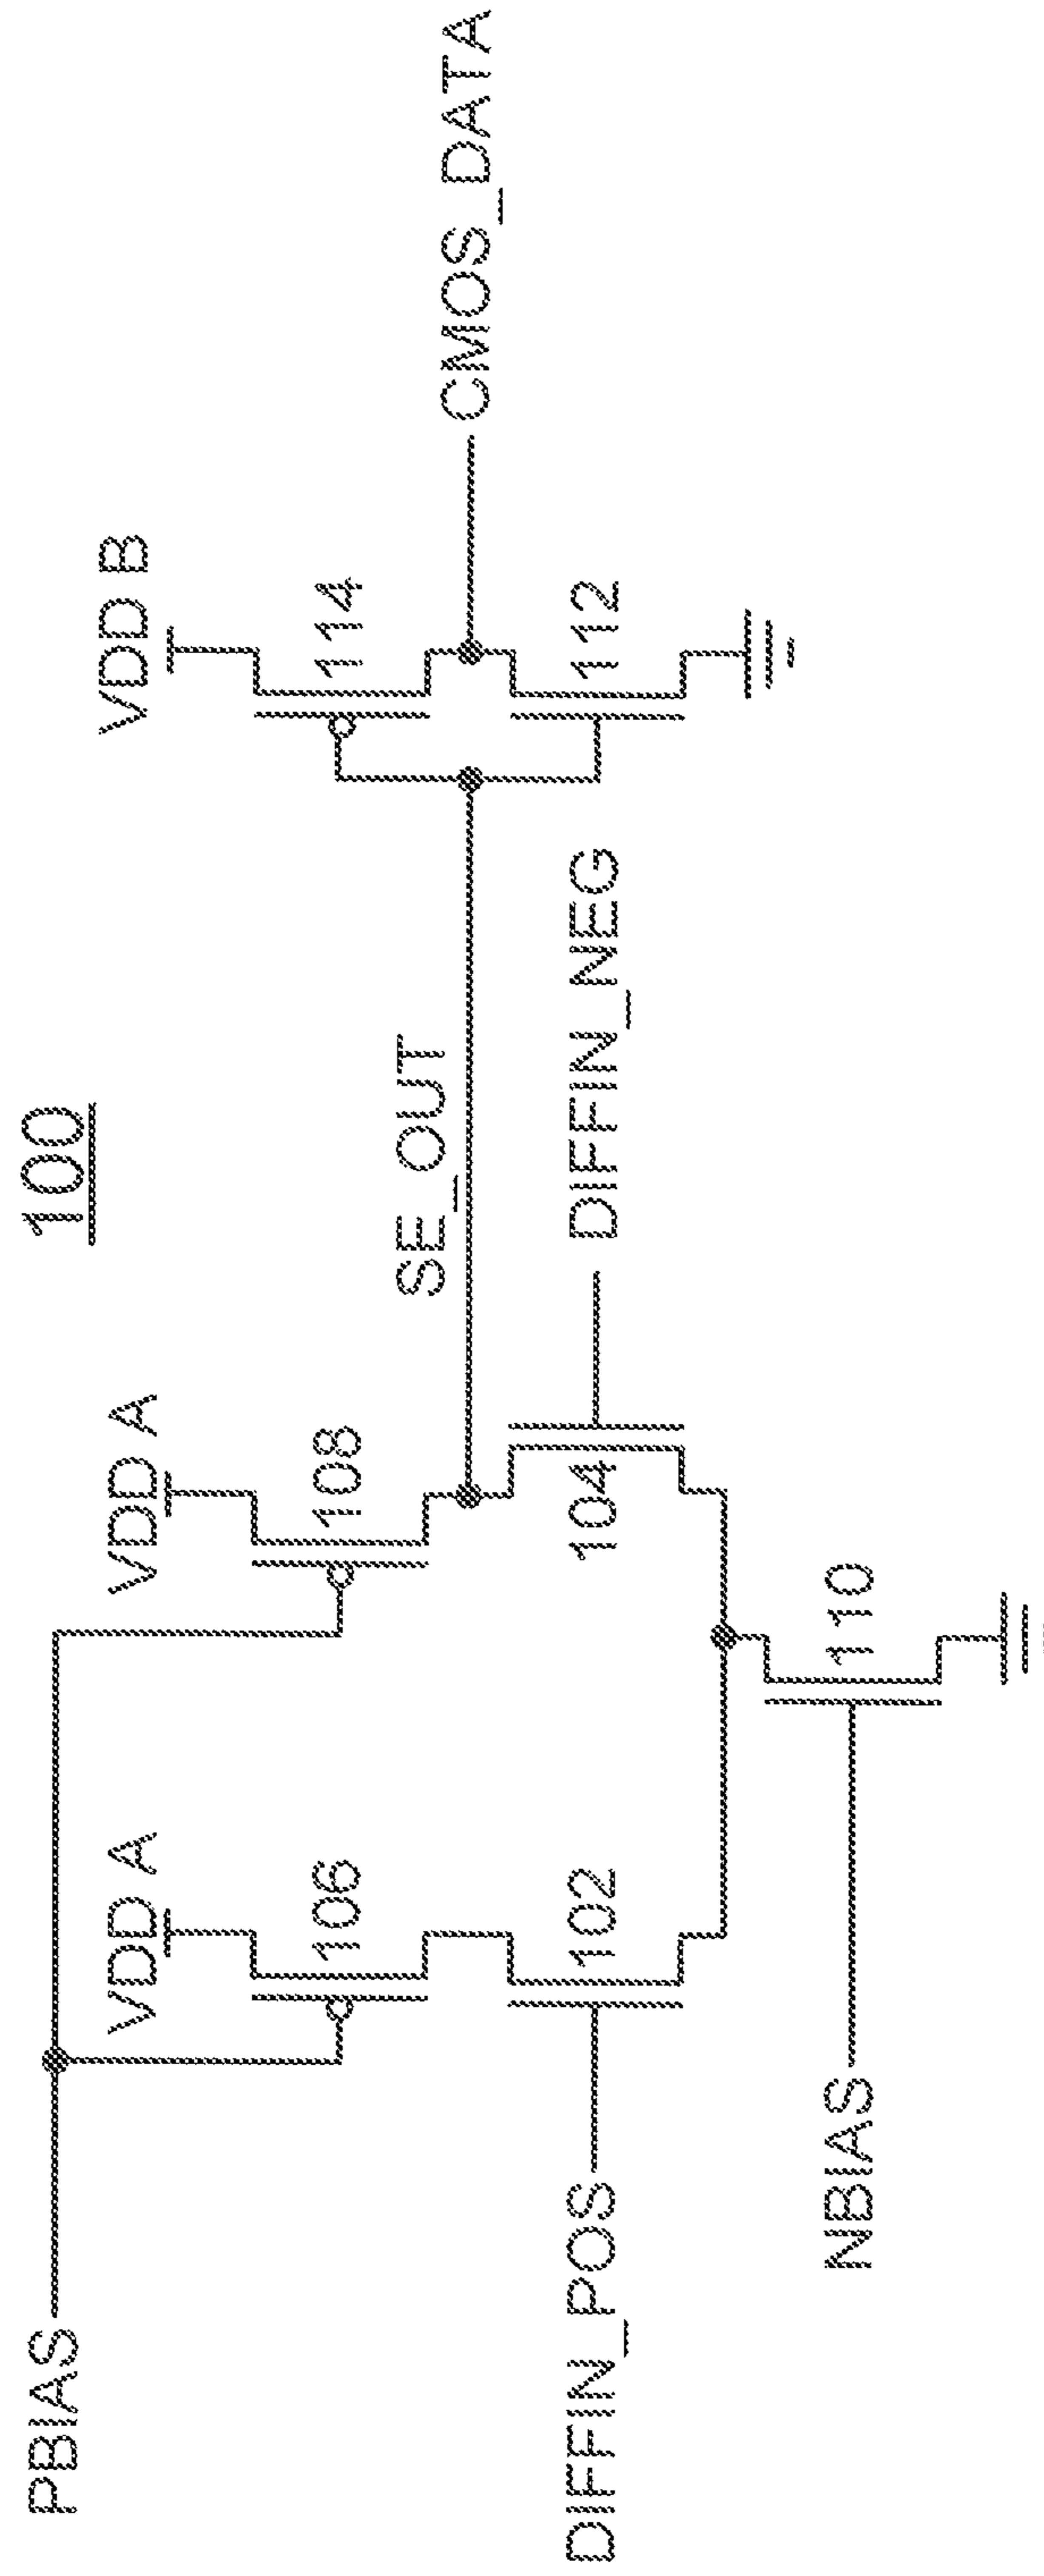 100
PBIAS
VDD A
VDD A
VDD B
106
108
114
SE_OUT
CMOS_DATA
DIFFIN_POS
102
104
DIFFIN_NEG
112
NBIAS
110